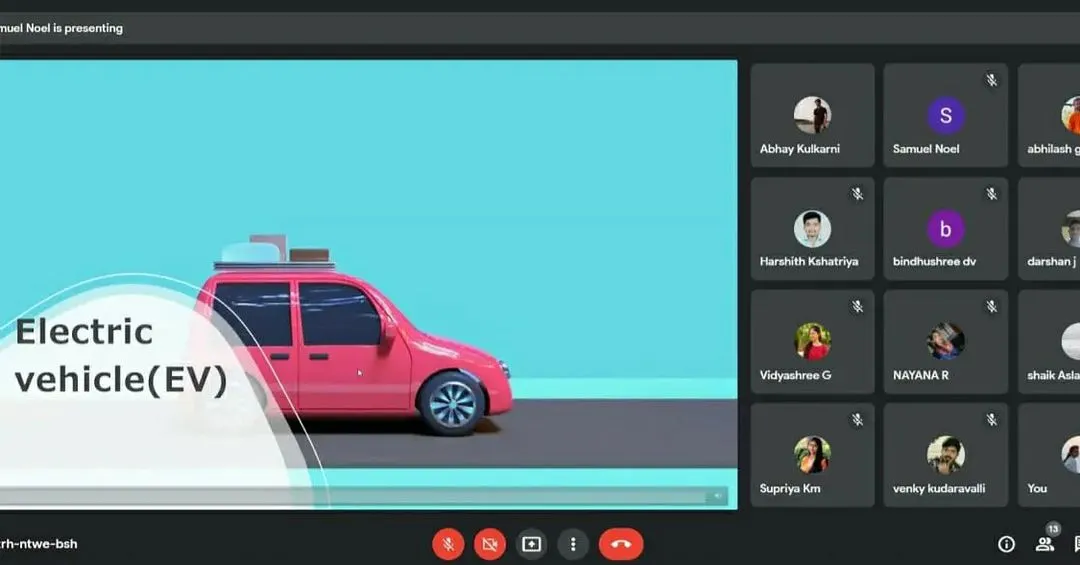 muel Noel is presenting
Electric
vehicle(EV)
Abhay Kulkarni
S
Samuel Noel
abhilash g
Harshith Kshatriya
b
bindhushree dv
darshan j
Vidyashree G
NAYANA R
shaik Asla
Supriya Km
venky kudaravalli
You
rh-ntwe-bsh
13